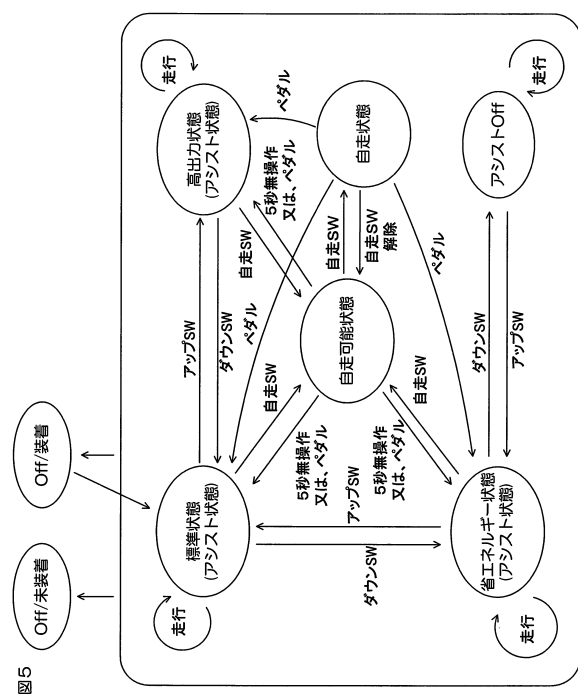 図5
Off/未装着
Off/装着
走行
標準状態
(アシスト状態)
アップSW
ダウンSW
高出力状態
(アシスト状態)
走行
ペダル
自走SW
5秒無操作
又は、ペダル
ペダル
自走SW
5秒無操作
又は、ペダル
自走可能状態
自走SW
自走SW
解除
自走状態
アップSW
ダウンSW
5秒無操作
又は、ペダル
自走SW
ペダル
走行
省エネルギー状態
(アシスト状態)
ダウンSW
アップSW
アシストOff
走行